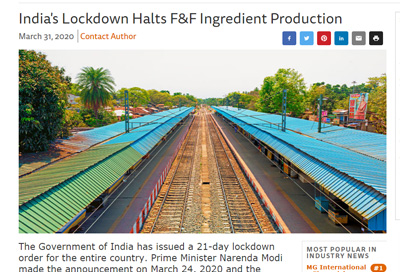 India's Lockdown Halts F&F Ingredient Production
March 31, 2020 | Contact Author
The Government of India has issued a 21-day lockdown
order for the entire country. Prime Minister Narenda Modi
made the announcement on March 24, 2020 and the
MOST POPULAR IN
INDUSTRY NEWS
MG International #1